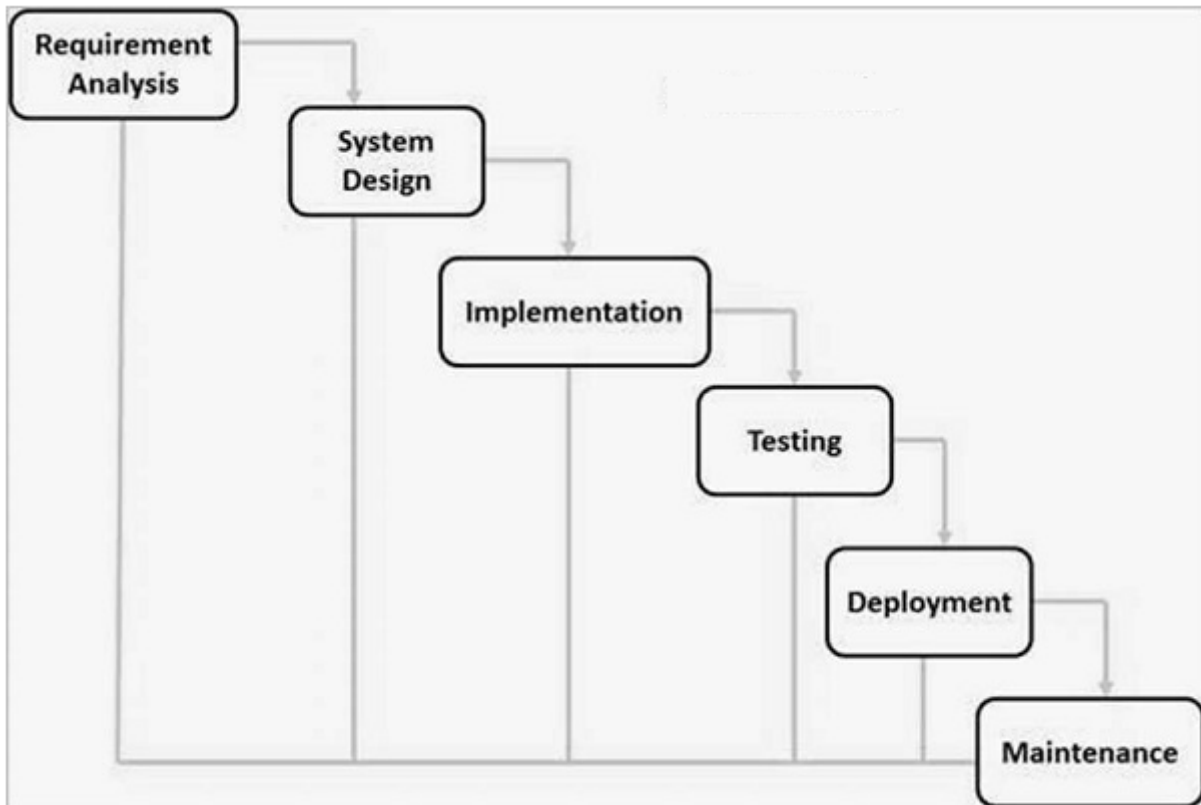 Requirement
Analysis
System
Design
Implementation
Testing
Deployment
Maintenance